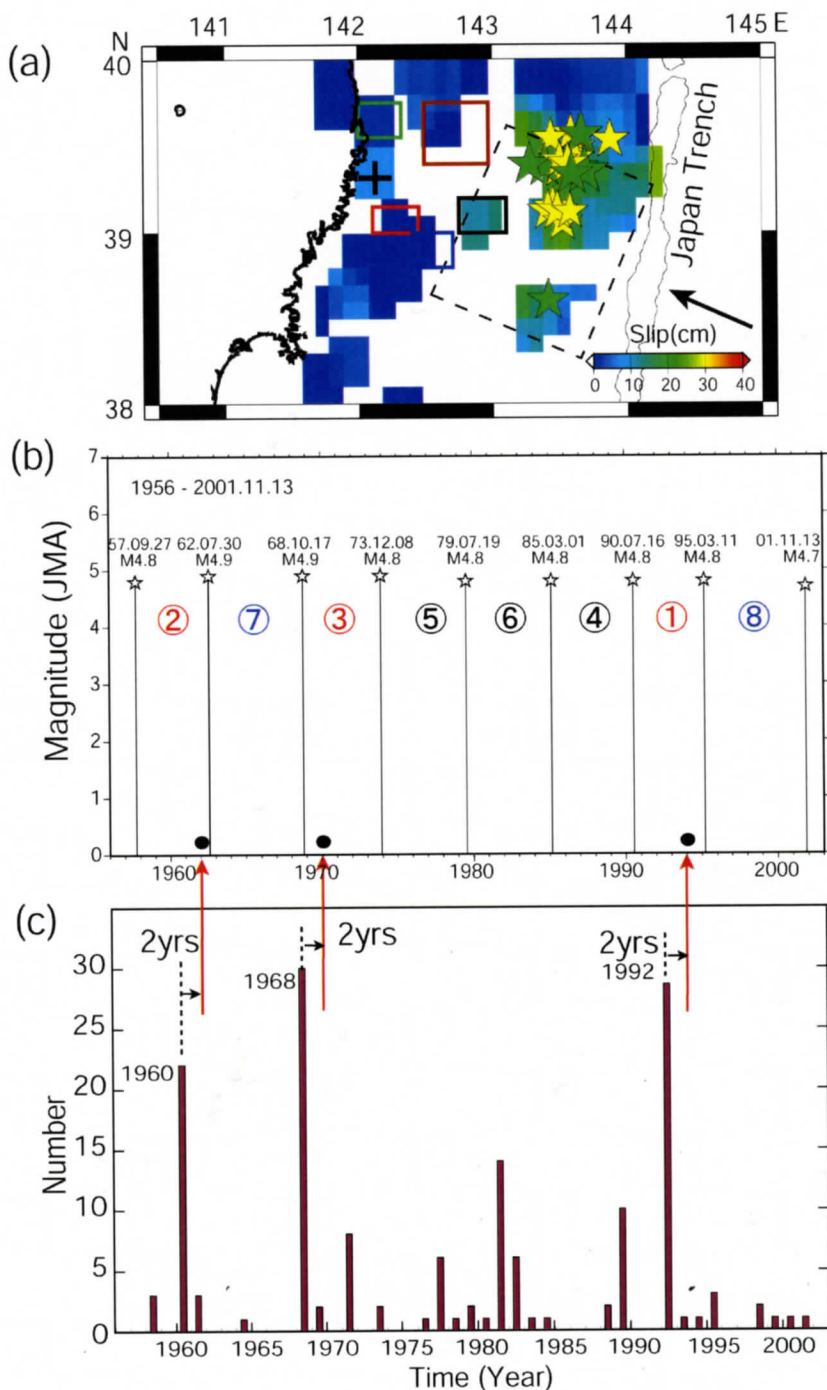 141 142 143 144 145 E
N
(a)
40
39
38
Japan Trench
Slip(cm)
0 10 20 30 40
(b)
7
6
5
4
3
2
1
0
Magnitude (JMA)
1956 - 2001.11.13
57.09.27 62.07.30 68.10.17 73.12.08 79.07.19 85.03.01 90.07.16 95.03.11 01.11.13
M4.8 M4.9 M4.9 M4.8 M4.8 M4.8 M4.8 M4.8 M4.7
② ⑦ ③ ⑤ ⑥ ④ ① ⑧
1960 1970 1980 1990 2000
(c)
2yrs 2yrs 2yrs
1960 1968 1992
30
25
20
15
10
5
0
Number
1960 1965 1970 1975 1980 1985 1990 1995 2000
Time (Year)